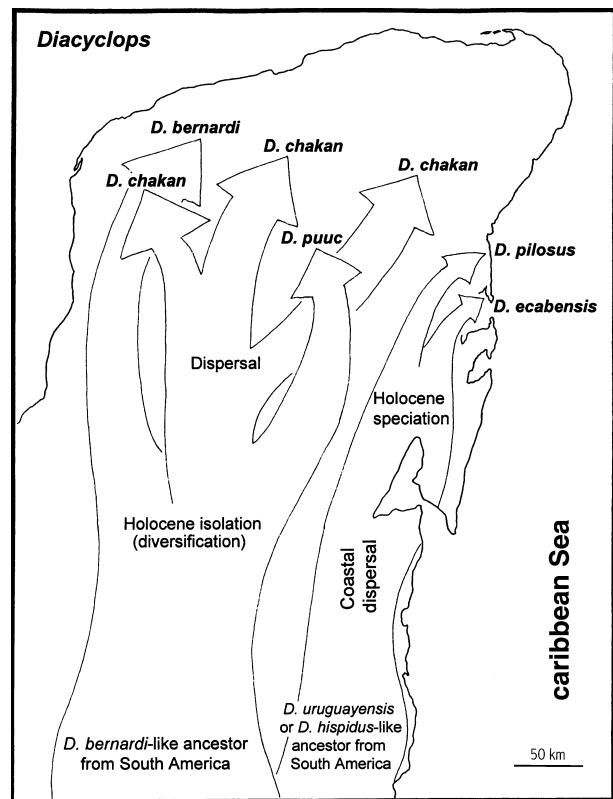 Diacyclops
D. bernardi
D. chakan
D. chakan
D. chakan
D. puuc
D. pilosus
D. ecabensis
Dispersal
Holocene
speciation
Holocene isolation
(diversification)
Coastal
dispersal
caribbean Sea
D. uruguayensis
or D. hispidus-like
ancestor from
South America
D. bernardi-like ancestor
from South America
50 km